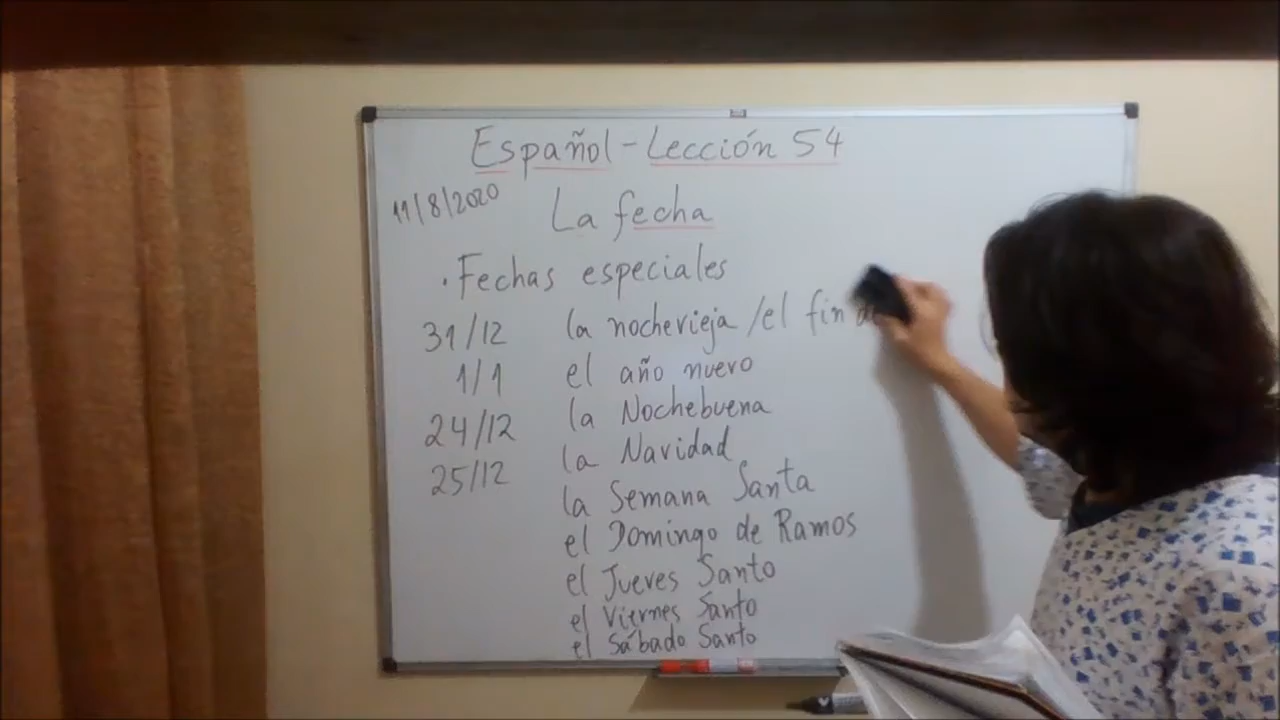 Español - Lección 54
11/8/2020
La fecha
· Fechas especiales
31/12 la nochevieja / el fin
1/1 el año nuevo
24/12 la Nochebuena
25/12 la Navidad
la Semana Santa
el Domingo de Ramos
el Jueves Santo
el Viernes Santo
el Sábado Santo